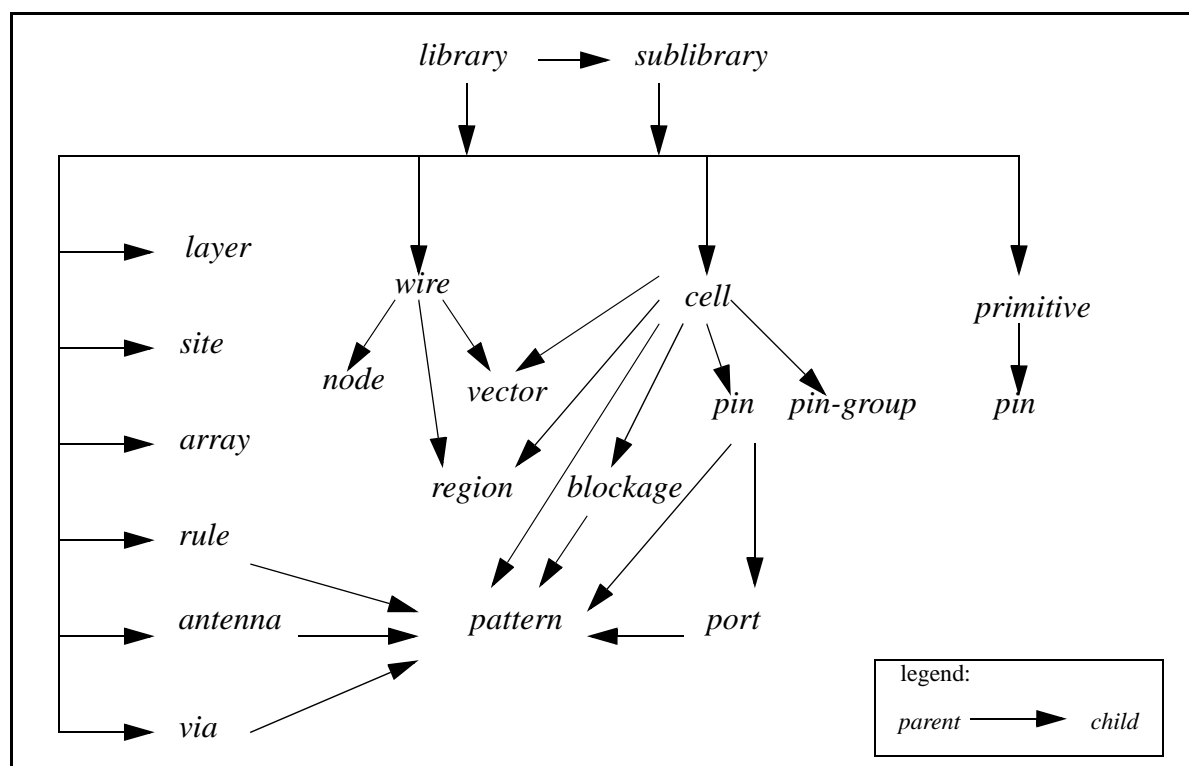 library
sublibrary
layer
wire
cell
primitive
site
node
vector
pin
pin-group
pin
array
region
blockage
rule
antenna
pattern
port
via
legend:
parent
child